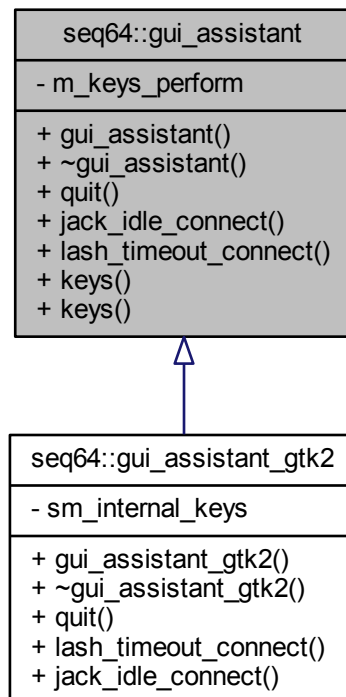 seq64::gui_assistant
- m_keys_perform
+ gui_assistant()
+ ~gui_assistant()
+ quit()
+ jack_idle_connect()
+ lash_timeout_connect()
+ keys()
+ keys()
seq64::gui_assistant_gtk2
- sm_internal_keys
+ gui_assistant_gtk2()
+ ~gui_assistant_gtk2()
+ quit()
+ lash_timeout_connect()
+ jack_idle_connect()